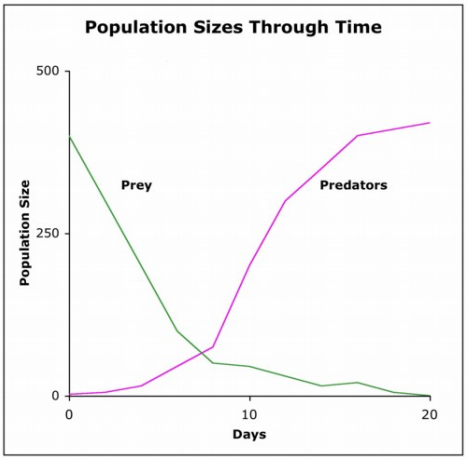 Population Sizes Through Time
500
Prey
Predators
Population Size
250
0
0
10
20
Days